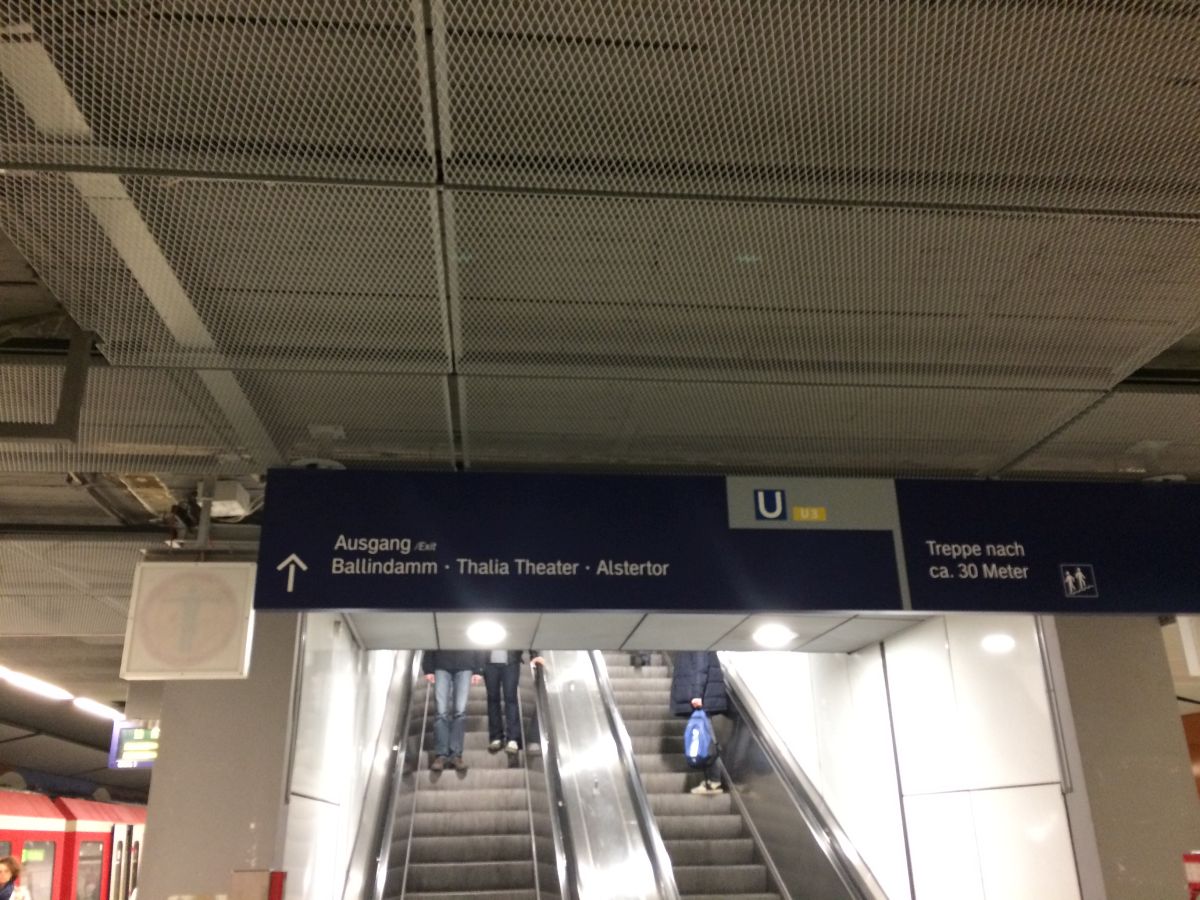 U U3
Ausgang /Exit
Ballindamm · Thalia Theater · Alstertor
Treppe nach
ca. 30 Meter